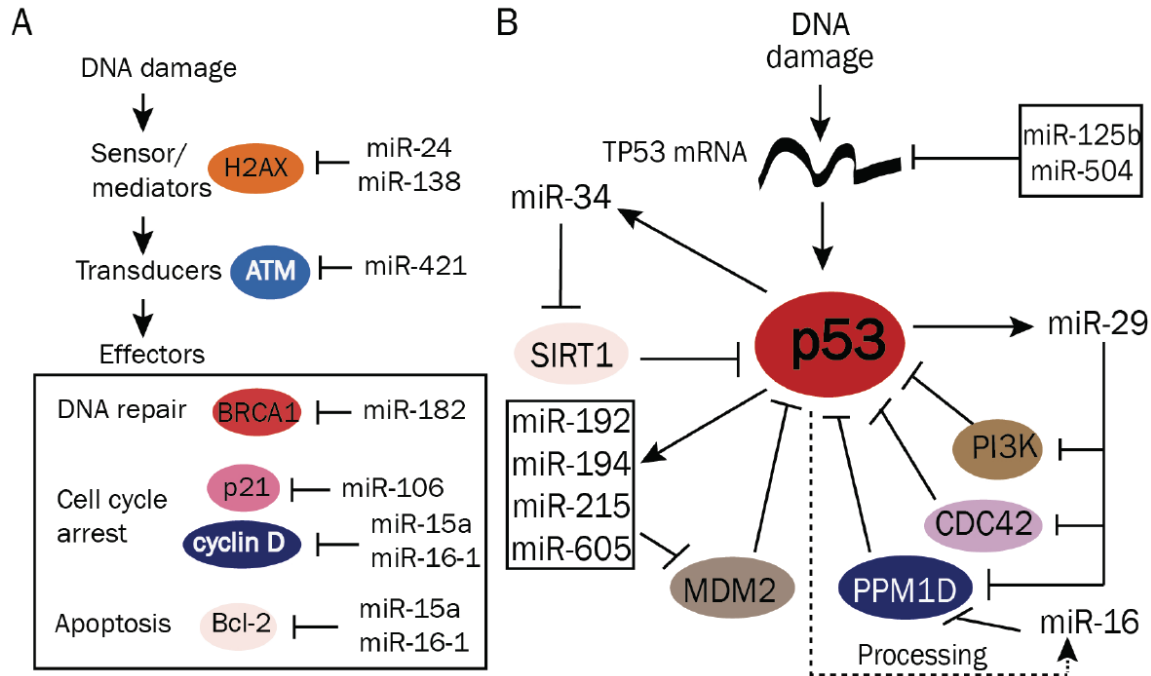 A
DNA damage
Sensor/
mediators
H2AX
miR-24
miR-138
Transducers
ATM
miR-421
Effectors
DNA repair
BRCA1
miR-182
Cell cycle
arrest
p21
miR-106
cyclin D
miR-15a
miR-16-1
Apoptosis
Bcl-2
miR-15a
miR-16-1
B
DNA
damage
TP53 mRNA
miR-125b
miR-504
miR-34
p53
miR-29
SIRT1
miR-192
miR-194
miR-215
miR-605
PI3K
CDC42
MDM2
PPM1D
miR-16
Processing